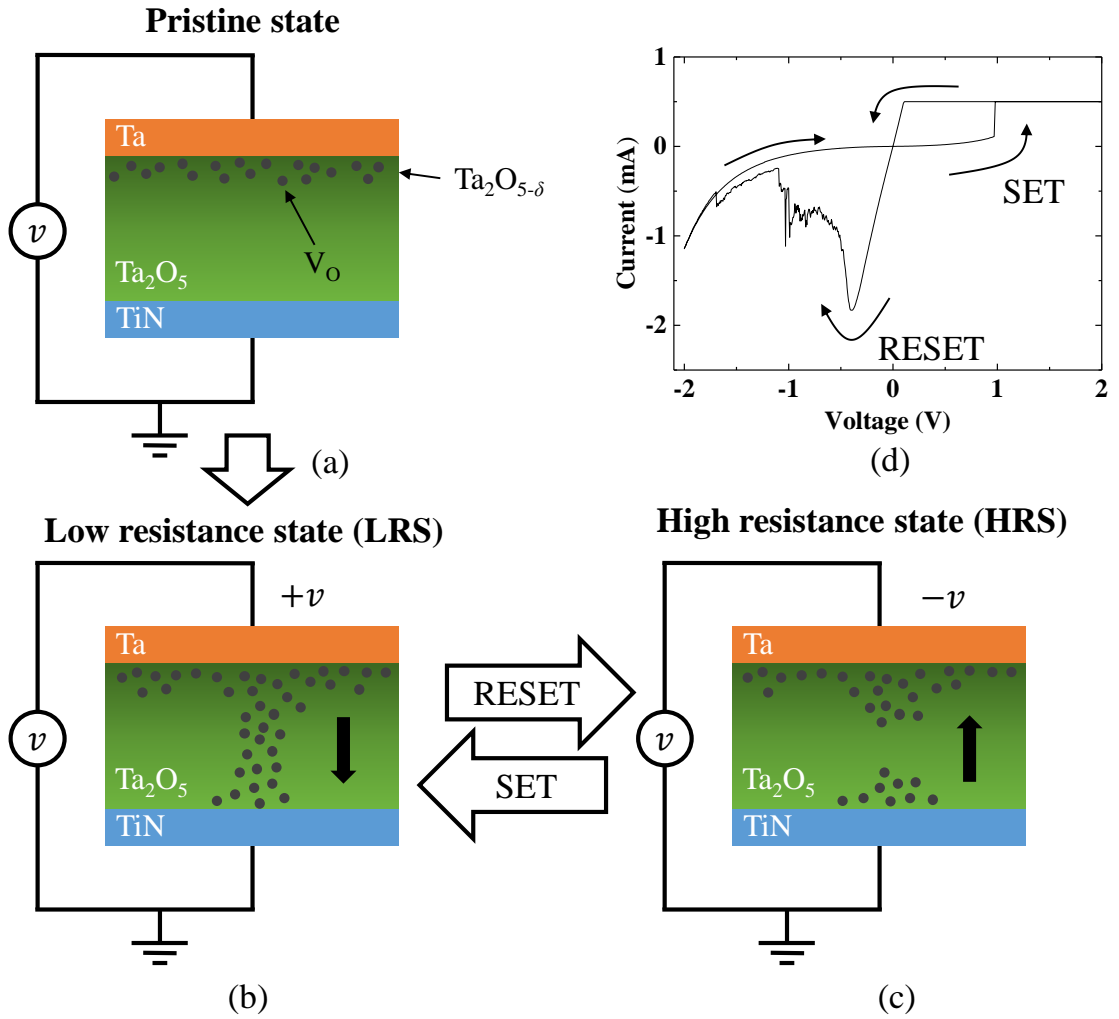 Pristine state
Ta
Ta₂O₅₋δ
v
V_O
Ta₂O₅
TiN
(a)
1
0
-1
-2
-2
-1
0
1
2
Current (mA)
Voltage (V)
SET
RESET
(d)
Low resistance state (LRS)
+v
Ta
v
Ta₂O₅
TiN
(b)
RESET
SET
High resistance state (HRS)
−v
Ta
v
Ta₂O₅
TiN
(c)